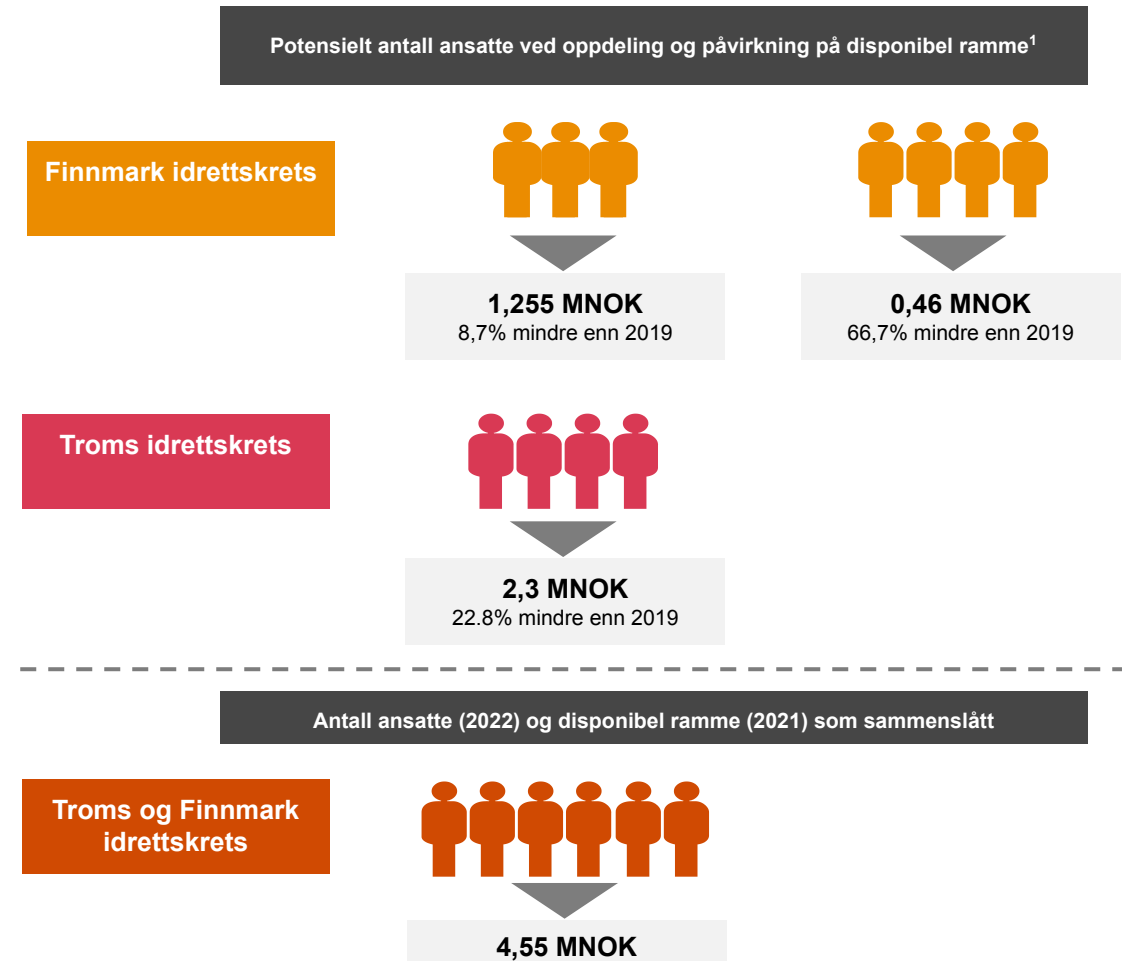 Potensielt antall ansatte ved oppdeling og påvirkning på disponibel ramme¹
Finnmark idrettskrets
1,255 MNOK
8,7% mindre enn 2019
0,46 MNOK
66,7% mindre enn 2019
Troms idrettskrets
2,3 MNOK
22.8% mindre enn 2019
Antall ansatte (2022) og disponibel ramme (2021) som sammenslått
Troms og Finnmark
idrettskrets
4,55 MNOK